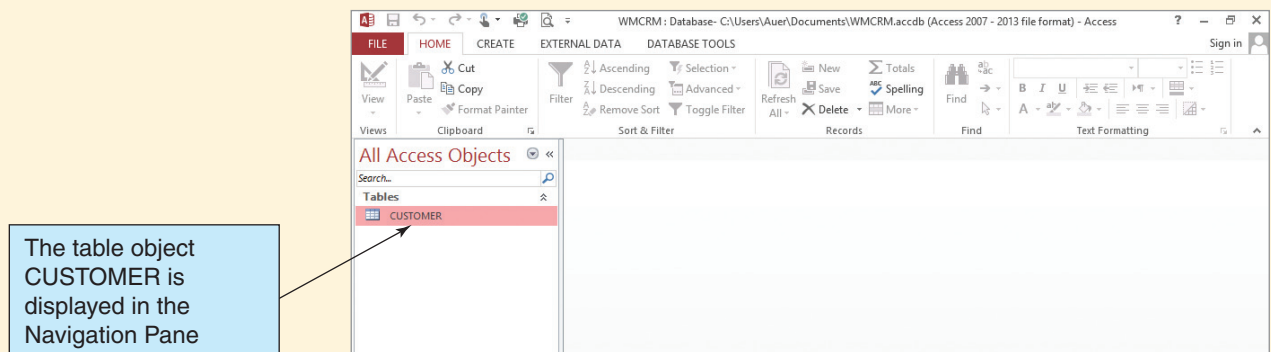 WMCRM : Database- C:\Users\Auer\Documents\WMCRM.accdb (Access 2007 - 2013 file format) - Access ?
FILE HOME CREATE EXTERNAL DATA DATABASE TOOLS Sign in
View Paste Cut Copy Format Painter
Filter Ascending Descending Remove Sort Selection Advanced Toggle Filter
Refresh All New Save Delete Totals Spelling More
Find
B I U
A
Views Clipboard Sort & Filter Records Find Text Formatting
All Access Objects
Search...
Tables
CUSTOMER
The table object
CUSTOMER is
displayed in the
Navigation Pane